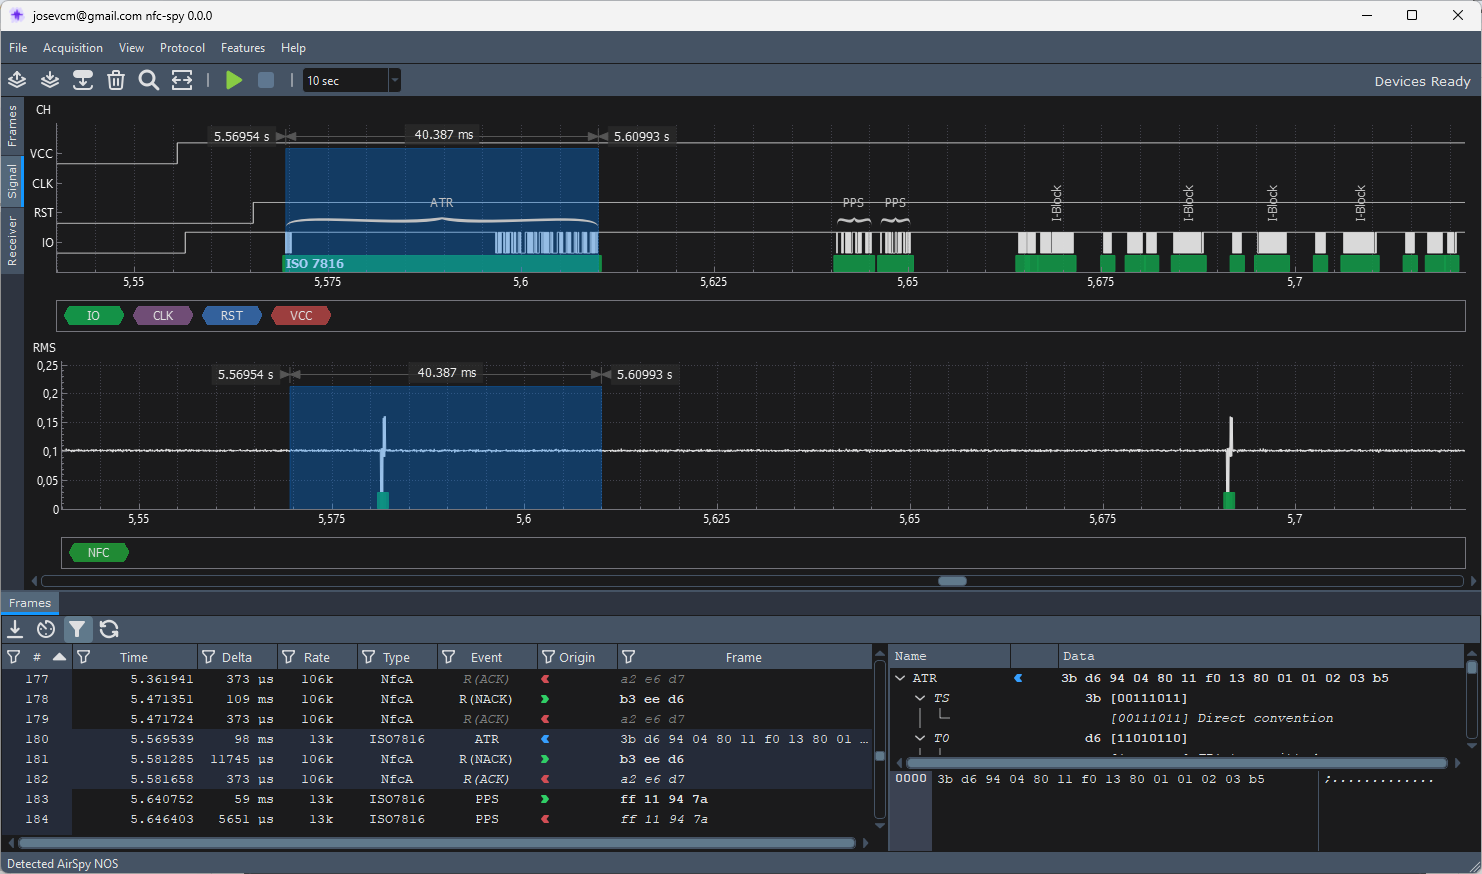 josevcm@gmail.com nfc-spy 0.0.0
File Acquisition View Protocol Features Help
10 sec
Devices Ready
Frames
Signal
Receiver
CH
5.56954 s 40.387 ms 5.60993 s
VCC
CLK
RST
IO
ATR
PPS PPS
I-Block I-Block I-Block I-Block
ISO 7816
5,55 5,575 5,6 5,625 5,65 5,675 5,7
IO CLK RST VCC
RMS
0,25
5.56954 s 40.387 ms 5.60993 s
0,2
0,15
0,1
0,05
0
5,55 5,575 5,6 5,625 5,65 5,675 5,7
NFC
Frames
# Time Delta Rate Type Event Origin Frame
177 5.361941 373 µs 106k NfcA R(ACK) a2 e6 d7
178 5.471351 109 ms 106k NfcA R(NACK) b3 ee d6
179 5.471724 373 µs 106k NfcA R(ACK) a2 e6 d7
180 5.569539 98 ms 13k ISO7816 ATR 3b d6 94 04 80 11 f0 13 80 01 01 ...
181 5.581285 11745 µs 106k NfcA R(NACK) b3 ee d6
182 5.581658 373 µs 106k NfcA R(ACK) a2 e6 d7
183 5.640752 59 ms 13k ISO7816 PPS ff 11 94 7a
184 5.646403 5651 µs 13k ISO7816 PPS ff 11 94 7a
Name Data
ATR 3b d6 94 04 80 11 f0 13 80 01 01 02 03 b5
TS 3b [00111011]
[00111011] Direct convention
T0 d6 [11010110]
0000 3b d6 94 04 80 11 f0 13 80 01 01 02 03 b5 ;.............
Detected AirSpy NOS